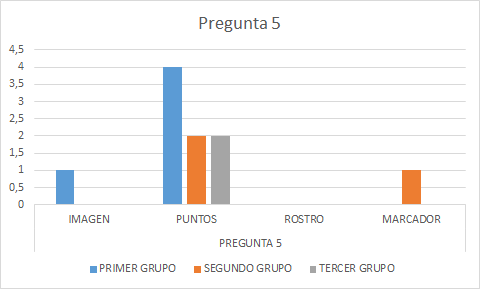 Pregunta 5
4,5
4
3,5
3
2,5
2
1,5
1
0,5
0
IMAGEN PUNTOS ROSTRO MARCADOR
PREGUNTA 5
PRIMER GRUPO SEGUNDO GRUPO TERCER GRUPO